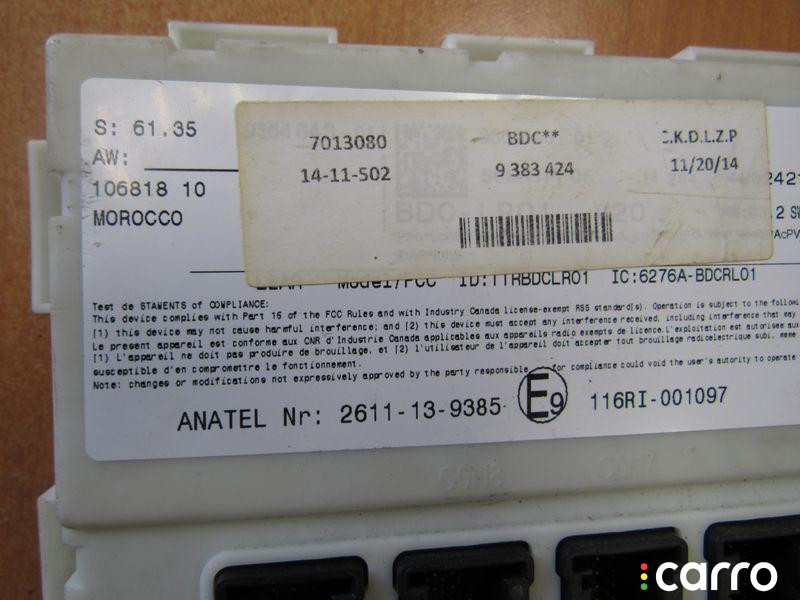 S: 61.35
AW:
106818 10
MOROCCO
7013080 BDC** C.K.D.L.Z.P
14-11-502 9 383 424 11/20/14
Model/FCC IC:6276A-BDCRL01
Test de STAMENTS of COMPLIANCE:
This device complies with Part 15 of the FCC Rules and with Industry Canada license-exempt RSS standard(s). Operation is subject to the
(1) this device may not cause harmful interference; and (2) this device must accept any interference received, including interference that may
Le present appareil est conforme aux CNR d'Industrie Canada applicables aux appareils radio exempts de licence. L'exploitation est autorisee aux
(1) L'appareil ne doit pas produire de brouillage, et (2) l'utilisateur de l'appareil doit accepter tout brouillage radioelectrique subi, meme
susceptible d'en compromettre le fonctionnement.
Note: changes or modifications not expressively approved by the party responsible for compliance could void the user's autority to operate
ANATEL Nr: 2611-13-9385 E9 116RI-001097
carro